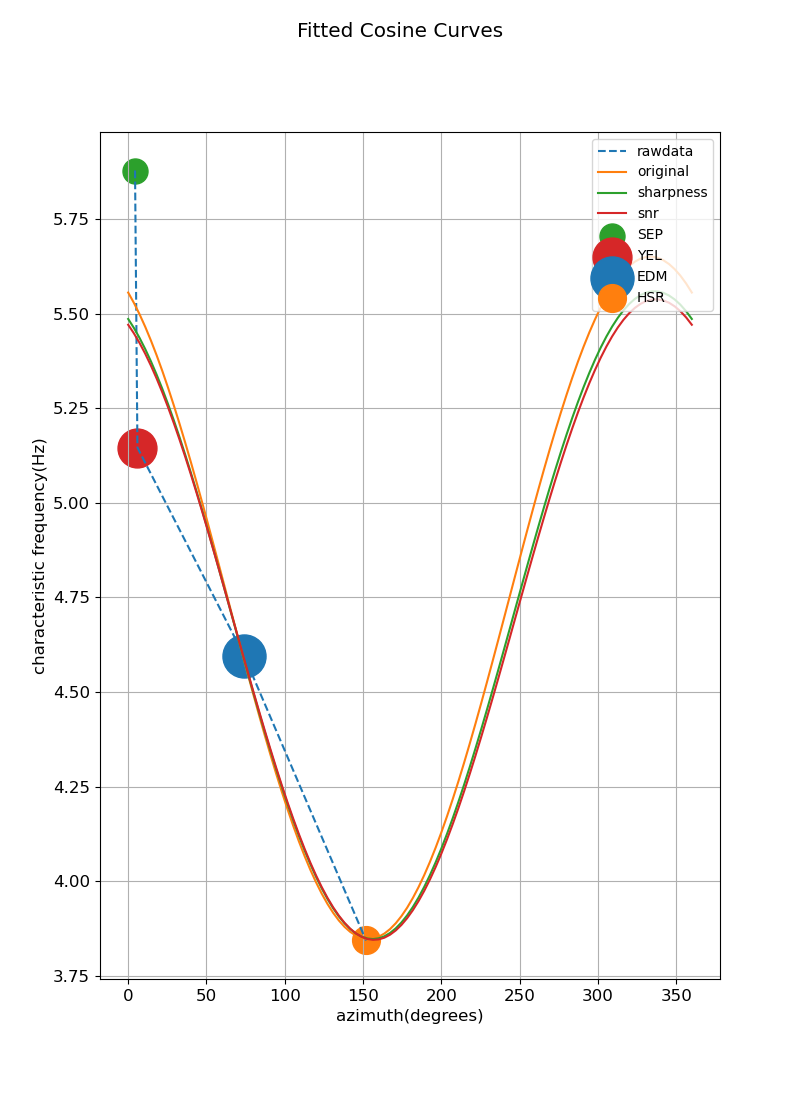 Fitted Cosine Curves
rawdata
original
sharpness
snr
SEP
YEL
EDM
HSR
5.75
5.50
5.25
5.00
4.75
4.50
4.25
4.00
3.75
characteristic frequency(Hz)
0 50 100 150 200 250 300 350
azimuth(degrees)